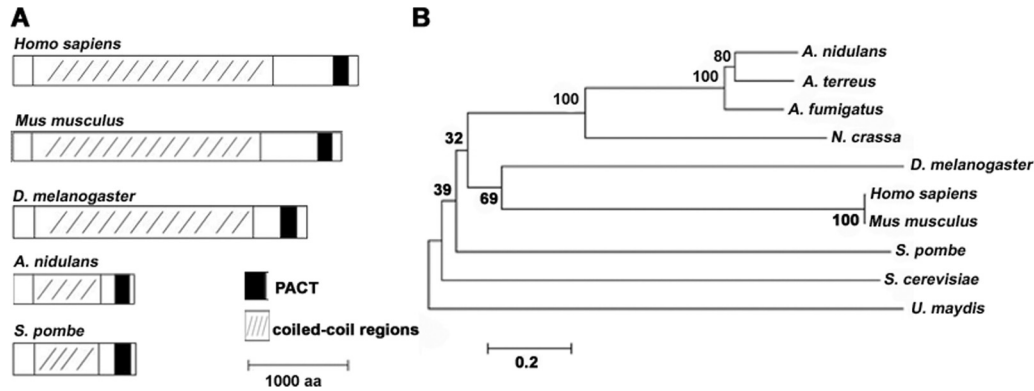 A
Homo sapiens
Mus musculus
D. melanogaster
A. nidulans
S. pombe
PACT
coiled-coil regions
1000 aa
B
80
A. nidulans
100
A. terreus
100
A. fumigatus
32
N. crassa
D. melanogaster
39
69
Homo sapiens
100
Mus musculus
S. pombe
S. cerevisiae
U. maydis
0.2